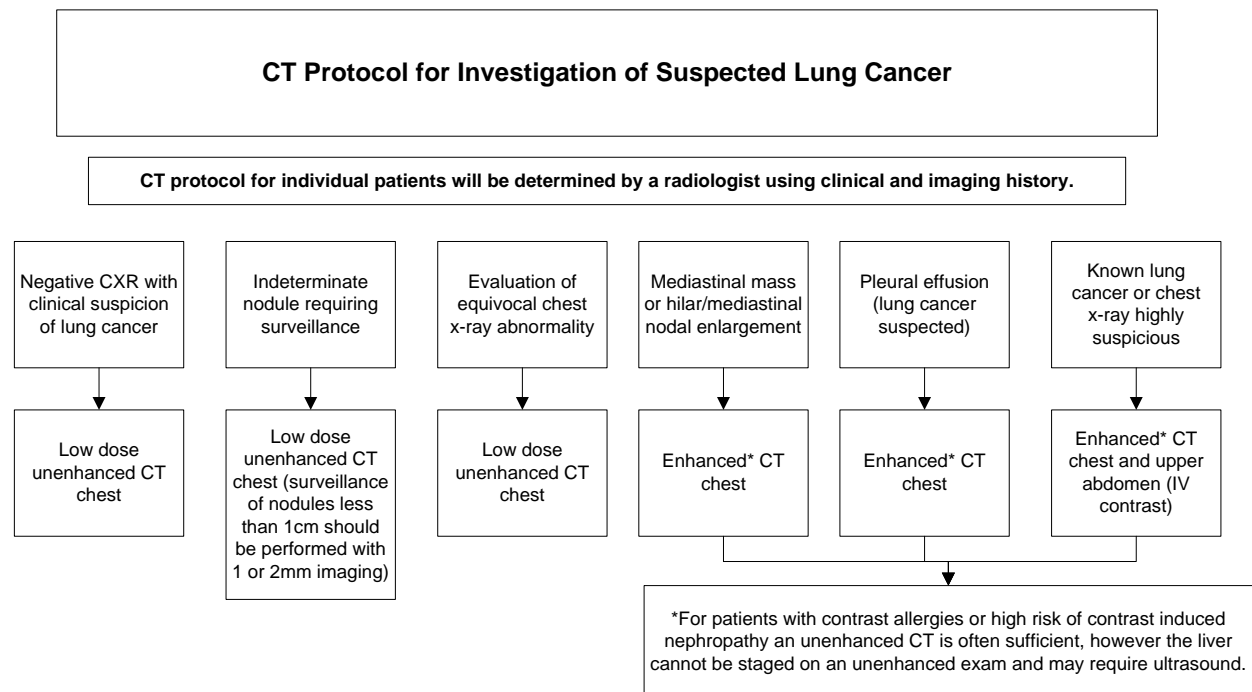 CT Protocol for Investigation of Suspected Lung Cancer
CT protocol for individual patients will be determined by a radiologist using clinical and imaging history.
Negative CXR with
clinical suspicion
of lung cancer
Indeterminate
nodule requiring
surveillance
Evaluation of
equivocal chest
x-ray abnormality
Mediastinal mass
or hilar/mediastinal
nodal enlargement
Pleural effusion
(lung cancer
suspected)
Known lung
cancer or chest
x-ray highly
suspicious
Low dose
unenhanced CT
chest
Low dose
unenhanced CT
chest (surveillance
of nodules less
than 1cm should
be performed with
1 or 2mm imaging)
Low dose
unenhanced CT
chest
Enhanced* CT
chest
Enhanced* CT
chest
Enhanced* CT
chest and upper
abdomen (IV
contrast)
*For patients with contrast allergies or high risk of contrast induced
nephropathy an unenhanced CT is often sufficient, however the liver
cannot be staged on an unenhanced exam and may require ultrasound.